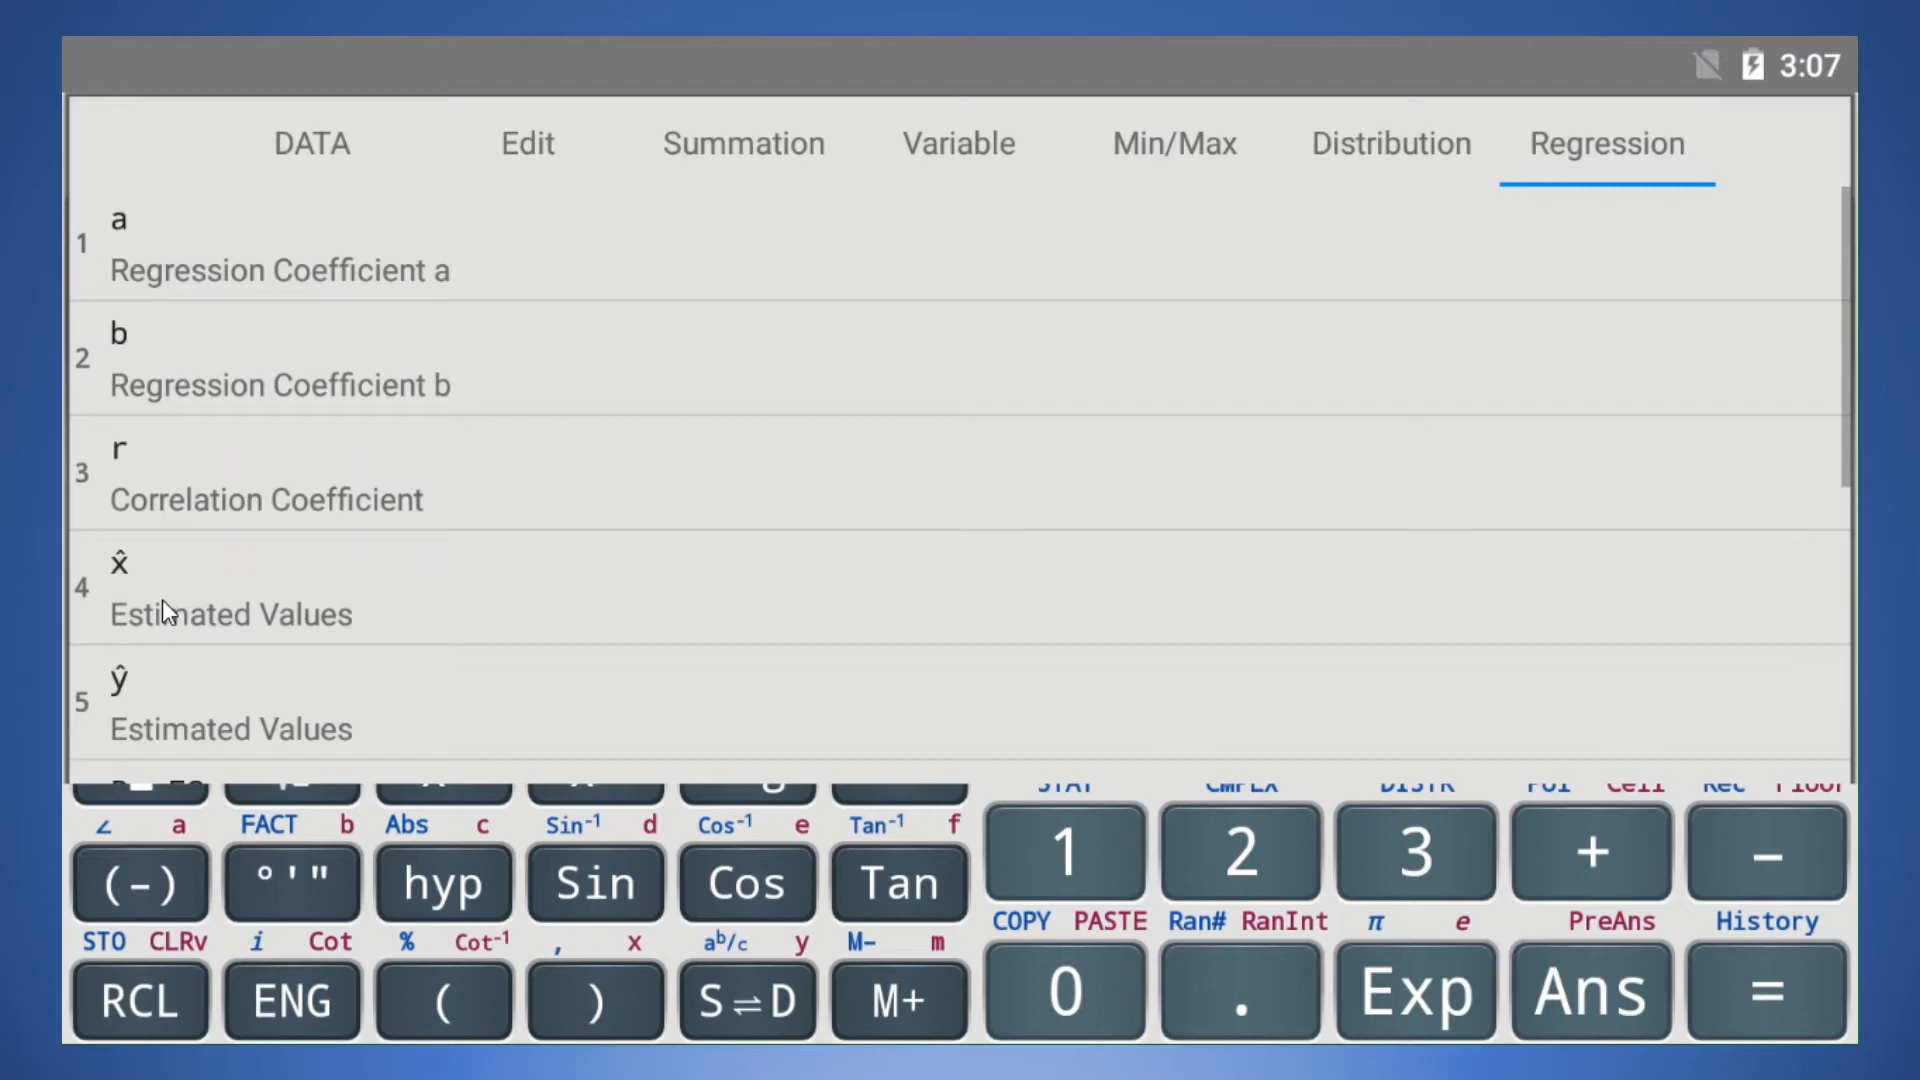 3:07
DATA Edit Summation Variable Min/Max Distribution Regression
1 a
Regression Coefficient a
2 b
Regression Coefficient b
3 r
Correlation Coefficient
4 x̂
Estimated Values
5 ŷ
Estimated Values
∠ a FACT b Abs c Sin⁻¹ d Cos⁻¹ e Tan⁻¹ f
(-) °'" hyp Sin Cos Tan
1 2 3 + –
STO CLRv i Cot % Cot⁻¹ , x aᵇ/c y M– m
COPY PASTE Ran# RanInt π e PreAns History
RCL ENG ( ) S⇌D M+
0 . Exp Ans =